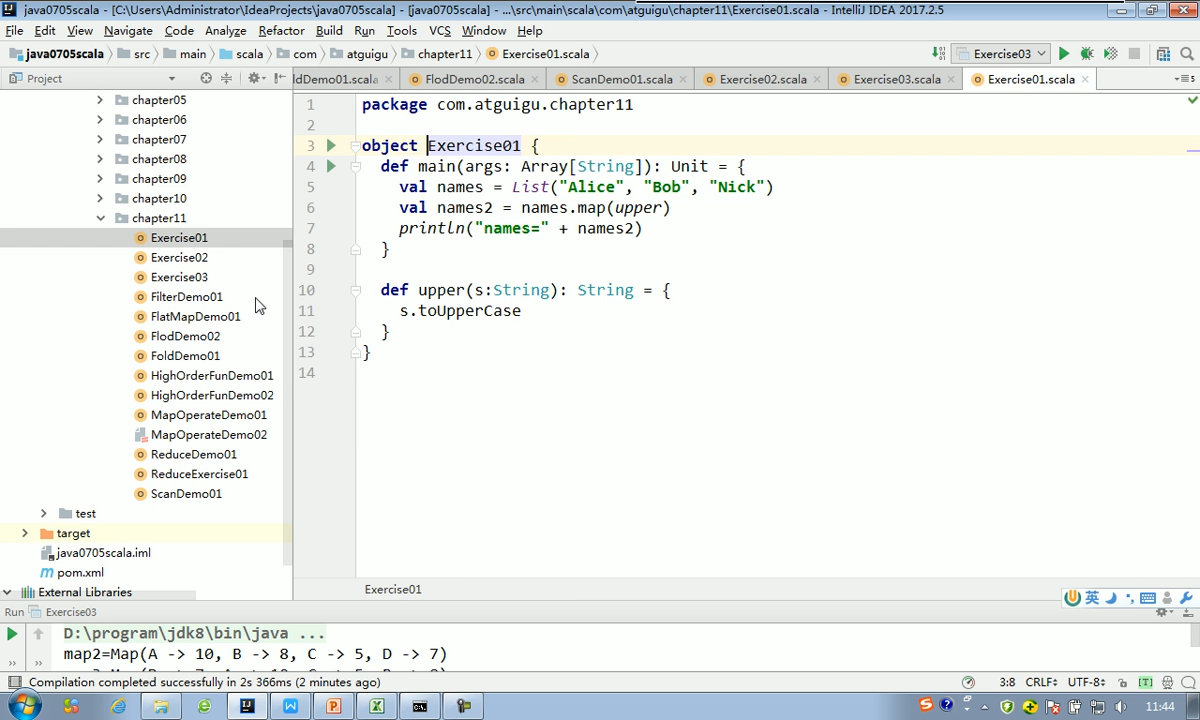 java0705scala - [C:\Users\Administrator\IdeaProjects\java0705scala] - [java0705scala] - ...\src\main\scala\com\atguigu\chapter11\Exercise01.scala - IntelliJ IDEA 2017.2.5
File Edit View Navigate Code Analyze Refactor Build Run Tools VCS Window Help
java0705scala src main scala com atguigu chapter11 Exercise01.scala Exercise03
Project ldDemo01.scala FlodDemo02.scala ScanDemo01.scala Exercise02.scala Exercise03.scala Exercise01.scala
chapter05
chapter06
chapter07
chapter08
chapter09
chapter10
chapter11
Exercise01
Exercise02
Exercise03
FilterDemo01
FlatMapDemo01
FlodDemo02
FoldDemo01
HighOrderFunDemo01
HighOrderFunDemo02
MapOperateDemo01
MapOperateDemo02
ReduceDemo01
ReduceExercise01
ScanDemo01
test
target
java0705scala.iml
pom.xml
External Libraries
1 package com.atguigu.chapter11
2
3 object Exercise01 {
4 def main(args: Array[String]): Unit = {
5 val names = List("Alice", "Bob", "Nick")
6 val names2 = names.map(upper)
7 println("names=" + names2)
8 }
9
10 def upper(s:String): String = {
11 s.toUpperCase
12 }
13 }
14
Exercise01
英
Run Exercise03
D:\program\jdk8\bin\java ...
map2=Map(A -> 10, B -> 8, C -> 5, D -> 7)
Compilation completed successfully in 2s 366ms (2 minutes ago) 3:8 CRLF UTF-8 [T]
11:44